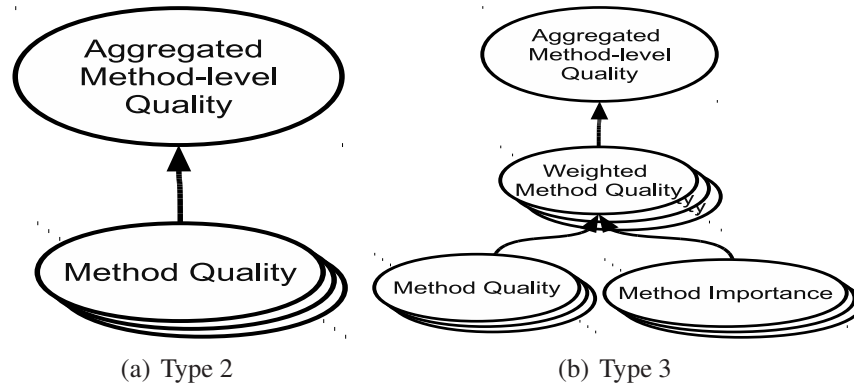 Aggregated
Method-level
Quality
Method Quality
(a) Type 2
Aggregated
Method-level
Quality
Weighted
Method Quality
Method Quality
Method Importance
(b) Type 3